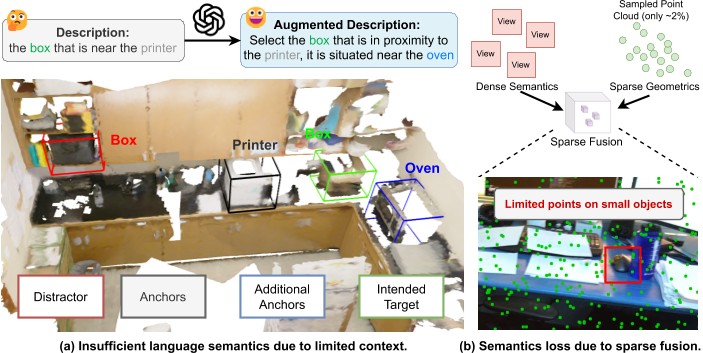 Description:
the box that is near the printer
Augmented Description:
Select the box that is in proximity to
the printer, it is situated near the oven
Box
Printer
Box
Oven
Distractor
Anchors
Additional
Anchors
Intended
Target
(a) Insufficient language semantics due to limited context.
View
View
View
View
Dense Semantics
Sampled Point
Cloud (only ~2%)
Sparse Geometrics
Sparse Fusion
Limited points on small objects
(b) Semantics loss due to sparse fusion.